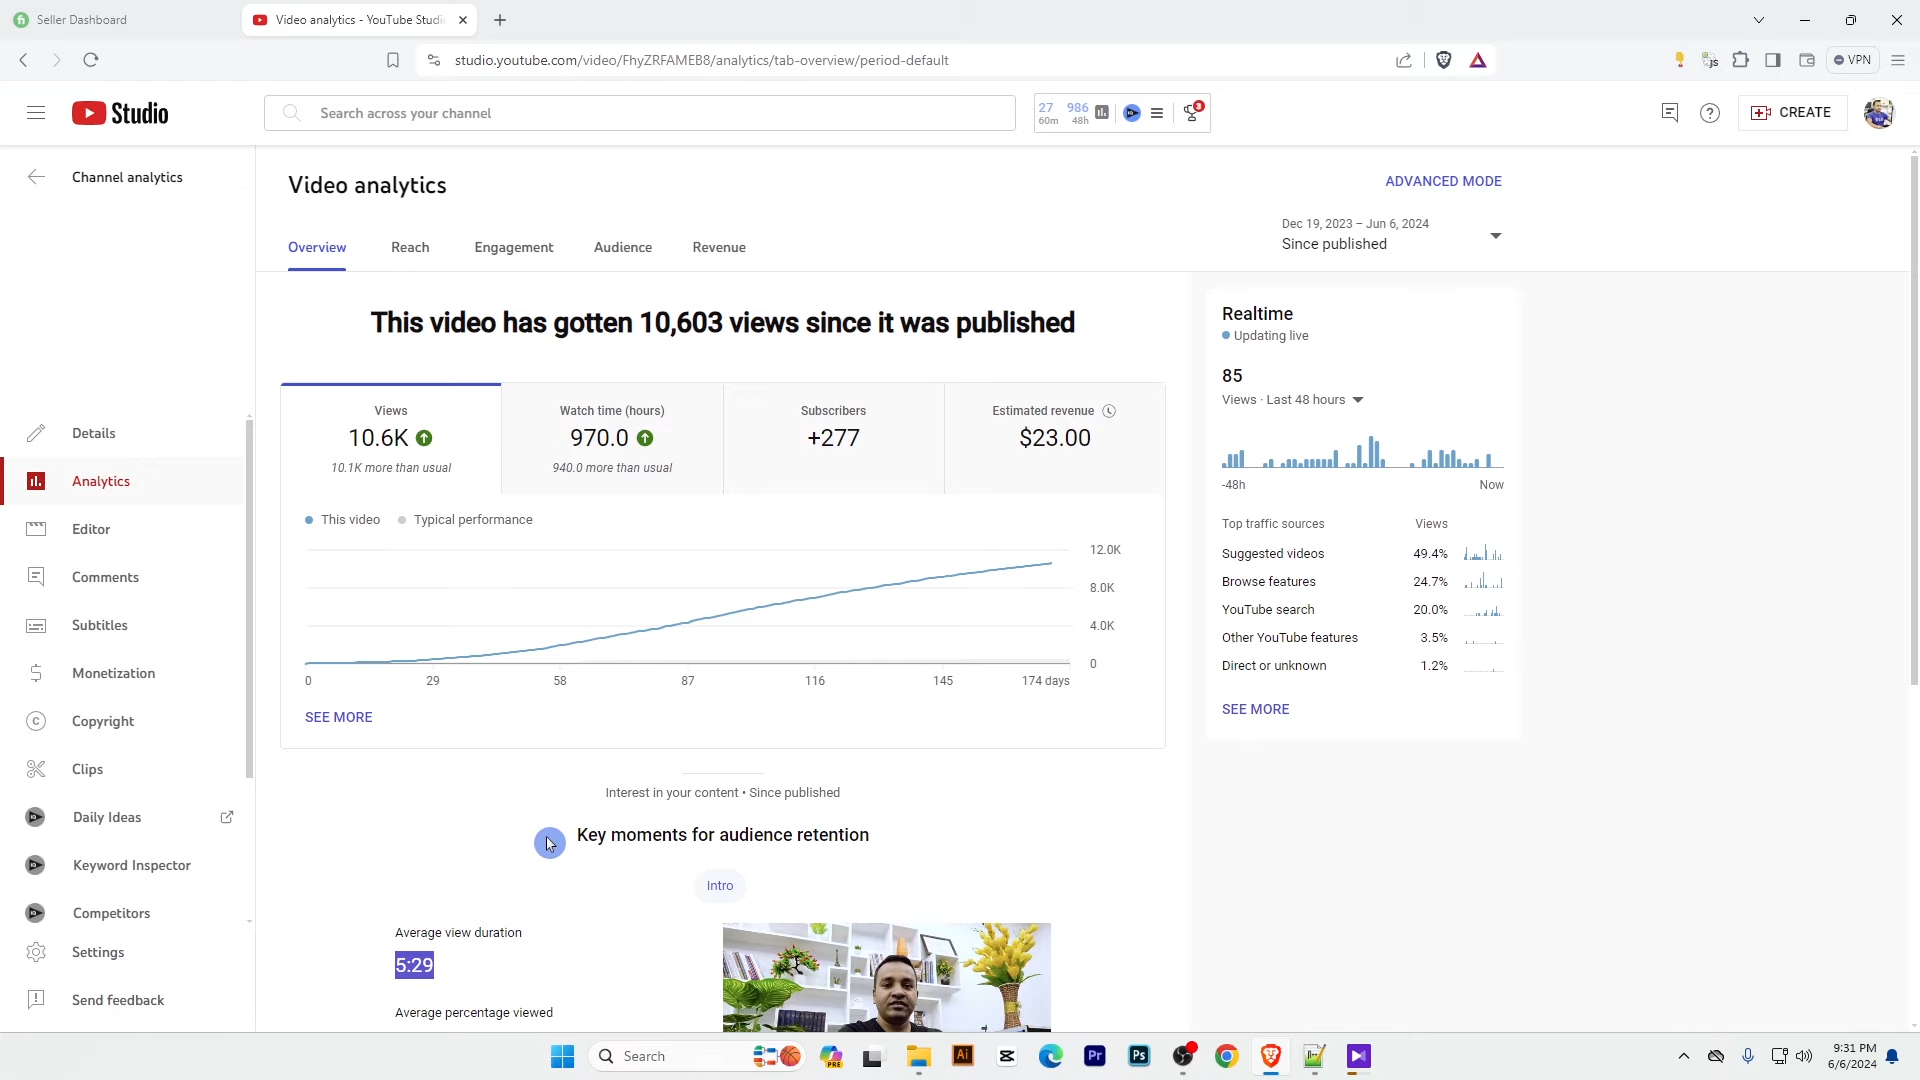 Seller Dashboard
Video analytics - YouTube Studi
studio.youtube.com/video/FhyZRFAMEB8/analytics/tab-overview/period-default
VPN
Studio
Search across your channel
27 986
60m 48h
3
CREATE
Channel analytics
Details
Analytics
Editor
Comments
Subtitles
Monetization
Copyright
Clips
Daily Ideas
Keyword Inspector
Competitors
Settings
Send feedback
Video analytics
ADVANCED MODE
Overview Reach Engagement Audience Revenue
Dec 19, 2023 – Jun 6, 2024
Since published
This video has gotten 10,603 views since it was published
Views
10.6K
10.1K more than usual
Watch time (hours)
970.0
940.0 more than usual
Subscribers
+277
Estimated revenue
$23.00
This video Typical performance
12.0K
8.0K
4.0K
0
0 29 58 87 116 145 174 days
SEE MORE
Interest in your content • Since published
Key moments for audience retention
Intro
Average view duration
5:29
Average percentage viewed
Realtime
Updating live
85
Views · Last 48 hours
-48h Now
Top traffic sources Views
Suggested videos 49.4%
Browse features 24.7%
YouTube search 20.0%
Other YouTube features 3.5%
Direct or unknown 1.2%
SEE MORE
Search
PRE
Ai
Pr
Ps
9:31 PM
6/6/2024